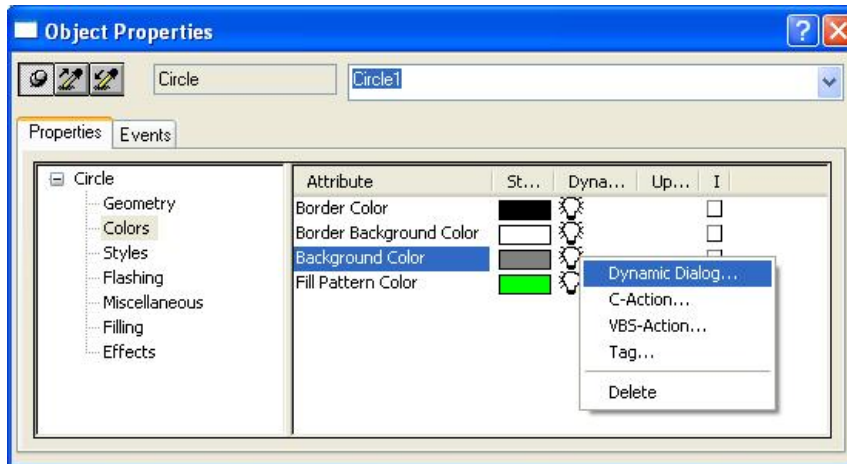 Object Properties
Circle
Circle1
Properties
Events
Circle
Geometry
Colors
Styles
Flashing
Miscellaneous
Filling
Effects
Attribute St... Dyna... Up... I
Border Color
Border Background Color
Background Color
Fill Pattern Color
Dynamic Dialog...
C-Action...
VBS-Action...
Tag...
Delete